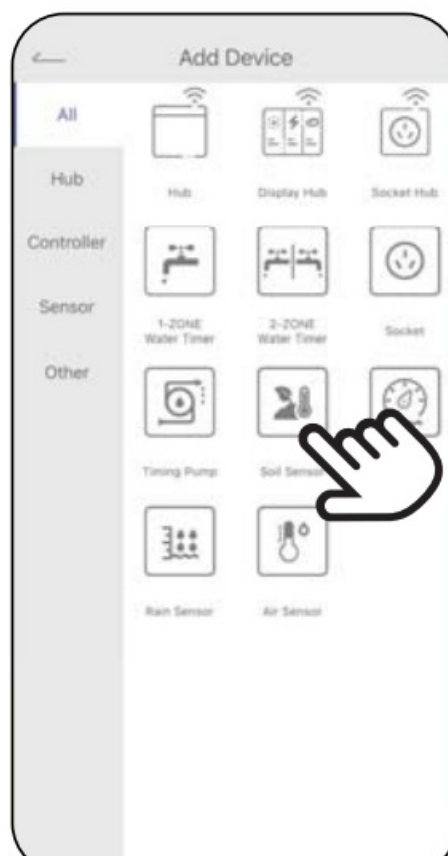 Add Device
All
Hub
Controller
Sensor
Other
Hub
Display Hub
Socket Hub
1-ZONE
Water Timer
2-ZONE
Water Timer
Socket
Timing Pump
Soil Sensor
Rain Sensor
Air Sensor